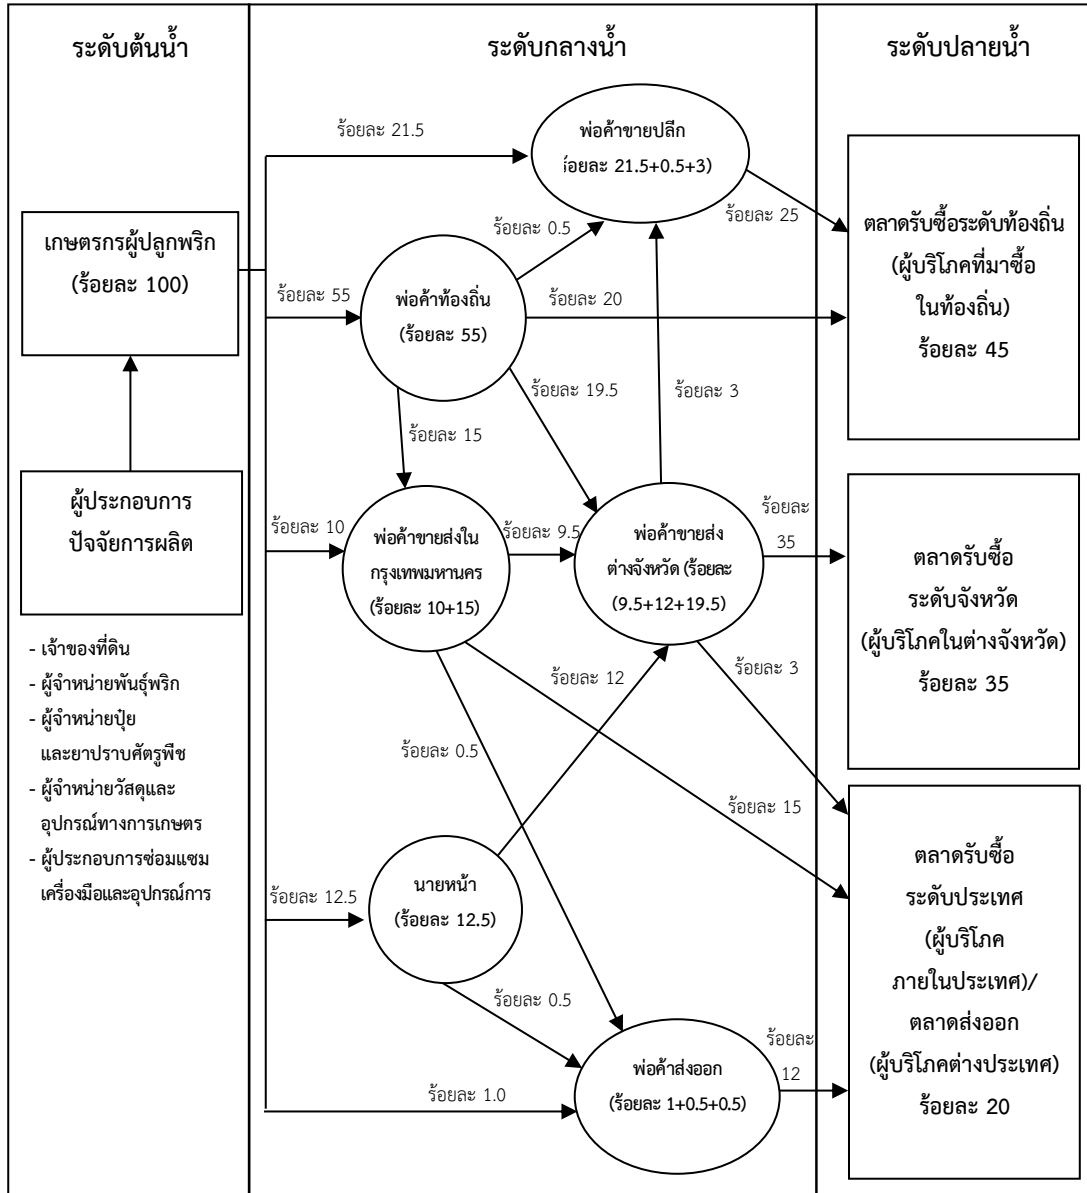 ระดับต้นน้ำ
ระดับกลางน้ำ
ระดับปลายน้ำ
เกษตรกรผู้ปลูกพริก
(ร้อยละ 100)
ผู้ประกอบการ
ปัจจัยการผลิต
- เจ้าของที่ดิน
- ผู้จำหน่ายพันธุ์พริก
- ผู้จำหน่ายปุ๋ย
และยาปราบศัตรูพืช
- ผู้จำหน่ายวัสดุและ
อุปกรณ์ทางการเกษตร
- ผู้ประกอบการซ่อมแซม
เครื่องมือและอุปกรณ์การ
ร้อยละ 21.5
พ่อค้าขายปลีก
ร้อยละ 21.5+0.5+3)
ร้อยละ 25
ร้อยละ 0.5
ร้อยละ 55
พ่อค้าท้องถิ่น
(ร้อยละ 55)
ร้อยละ 20
ร้อยละ 19.5
ร้อยละ 3
ร้อยละ 15
ร้อยละ 10
พ่อค้าขายส่งใน
กรุงเทพมหานคร
(ร้อยละ 10+15)
ร้อยละ 9.5
พ่อค้าขายส่ง
ต่างจังหวัด (ร้อยละ
(9.5+12+19.5)
ร้อยละ
35
ร้อยละ 12
ร้อยละ 3
ร้อยละ 0.5
ร้อยละ 15
ร้อยละ 12.5
นายหน้า
(ร้อยละ 12.5)
ร้อยละ 0.5
ร้อยละ 1.0
พ่อค้าส่งออก
(ร้อยละ 1+0.5+0.5)
ร้อยละ
12
ตลาดรับซื้อระดับท้องถิ่น
(ผู้บริโภคที่มาซื้อ
ในท้องถิ่น)
ร้อยละ 45
ตลาดรับซื้อ
ระดับจังหวัด
(ผู้บริโภคในต่างจังหวัด)
ร้อยละ 35
ตลาดรับซื้อ
ระดับประเทศ
(ผู้บริโภค
ภายในประเทศ)/
ตลาดส่งออก
(ผู้บริโภคต่างประเทศ)
ร้อยละ 20